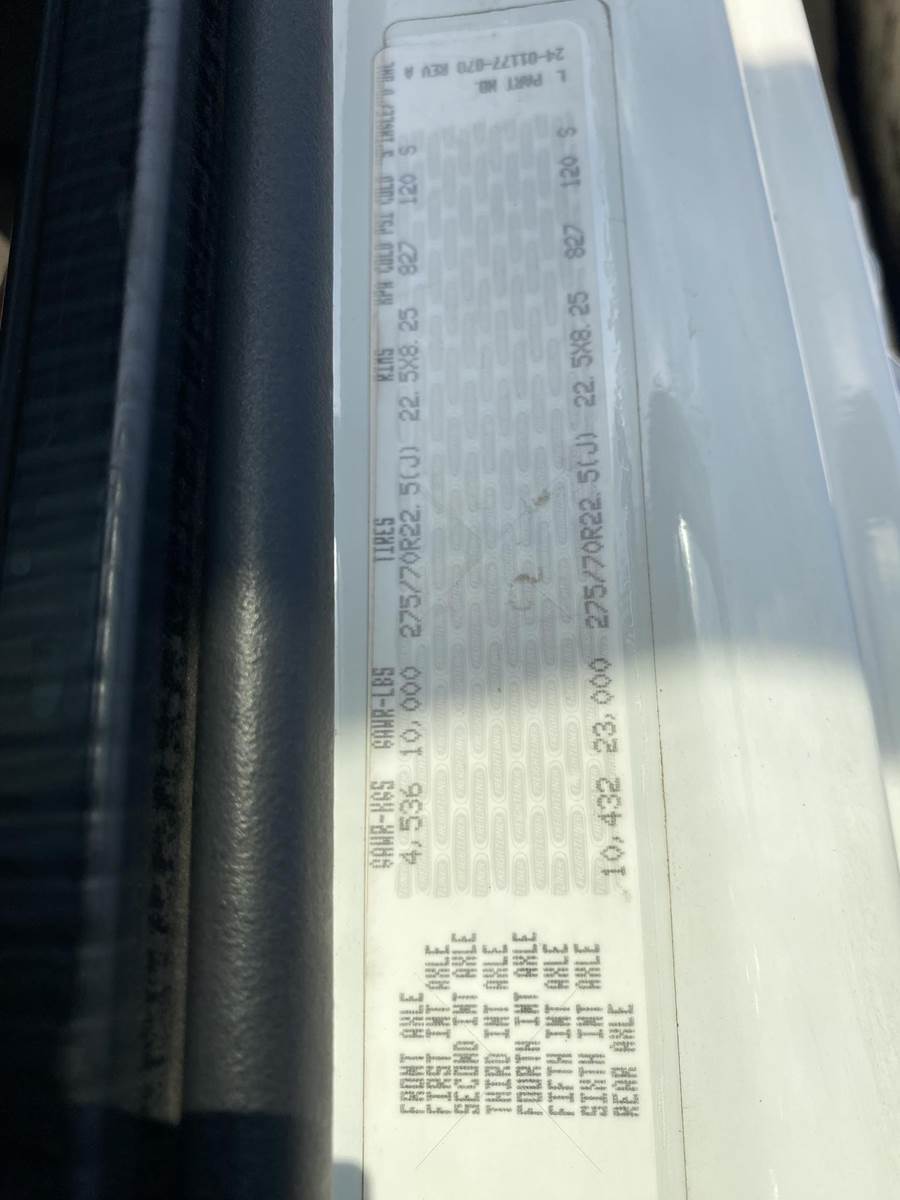 GAWR-KGS GAWR-LBS TIRES RIMS KPA COLD PSI COLD SINGLE/DUAL
FRONT AXLE 4,536 10,000 275/70R22.5(J) 22.5X8.25 827 120 S
FIRST INT AXLE
SECOND INT AXLE
THIRD INT AXLE
FOURTH INT AXLE
FIFTH INT AXLE
SIXTH INT AXLE
REAR AXLE 10,432 23,000 275/70R22.5(J) 22.5X8.25 827 120 S
L PART NO.
24-01177-070 REV A